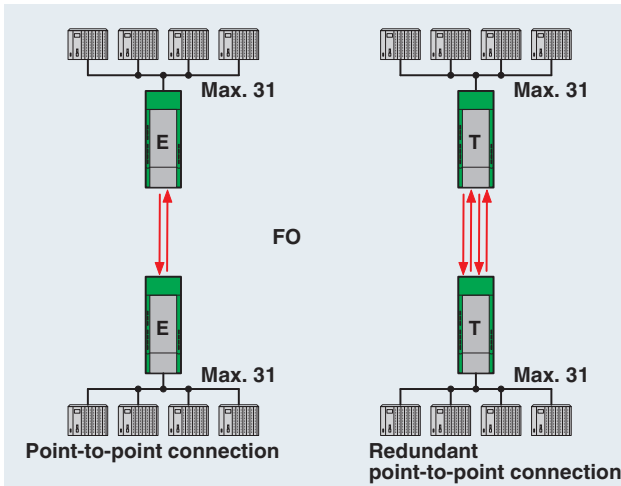 Max. 31
Max. 31
E
T
FO
E
T
Max. 31
Max. 31
Point-to-point connection
Redundant
point-to-point connection